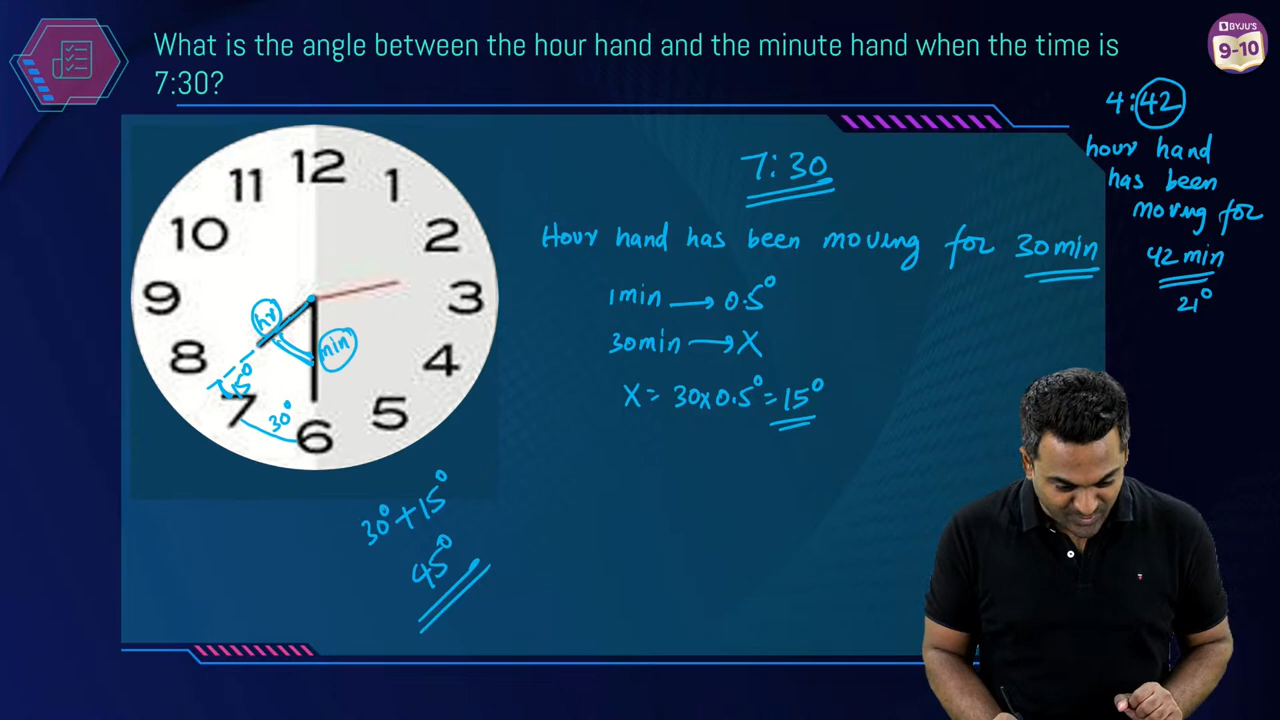 What is the angle between the hour hand and the minute hand when the time is
7:30?
BYJU'S
9-10
4:42
hour hand
has been
moving for
42 min
21°
7:30
Hour hand has been moving for 30min
1min → 0.5°
30min → X
X = 30x0.5° = 15°
12
11
1
10
2
9
3
8
4
7
5
6
hr
min
15°
30°
30° + 15°
45°